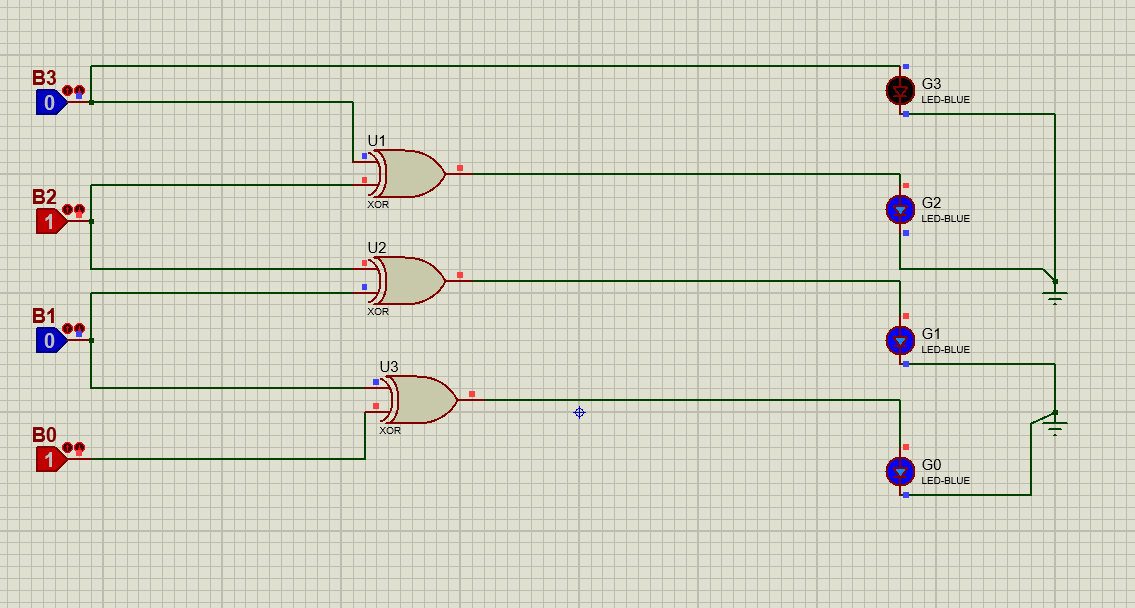 B3
0
G3
LED-BLUE
U1
XOR
B2
1
G2
LED-BLUE
U2
XOR
B1
0
G1
LED-BLUE
U3
XOR
B0
1
G0
LED-BLUE